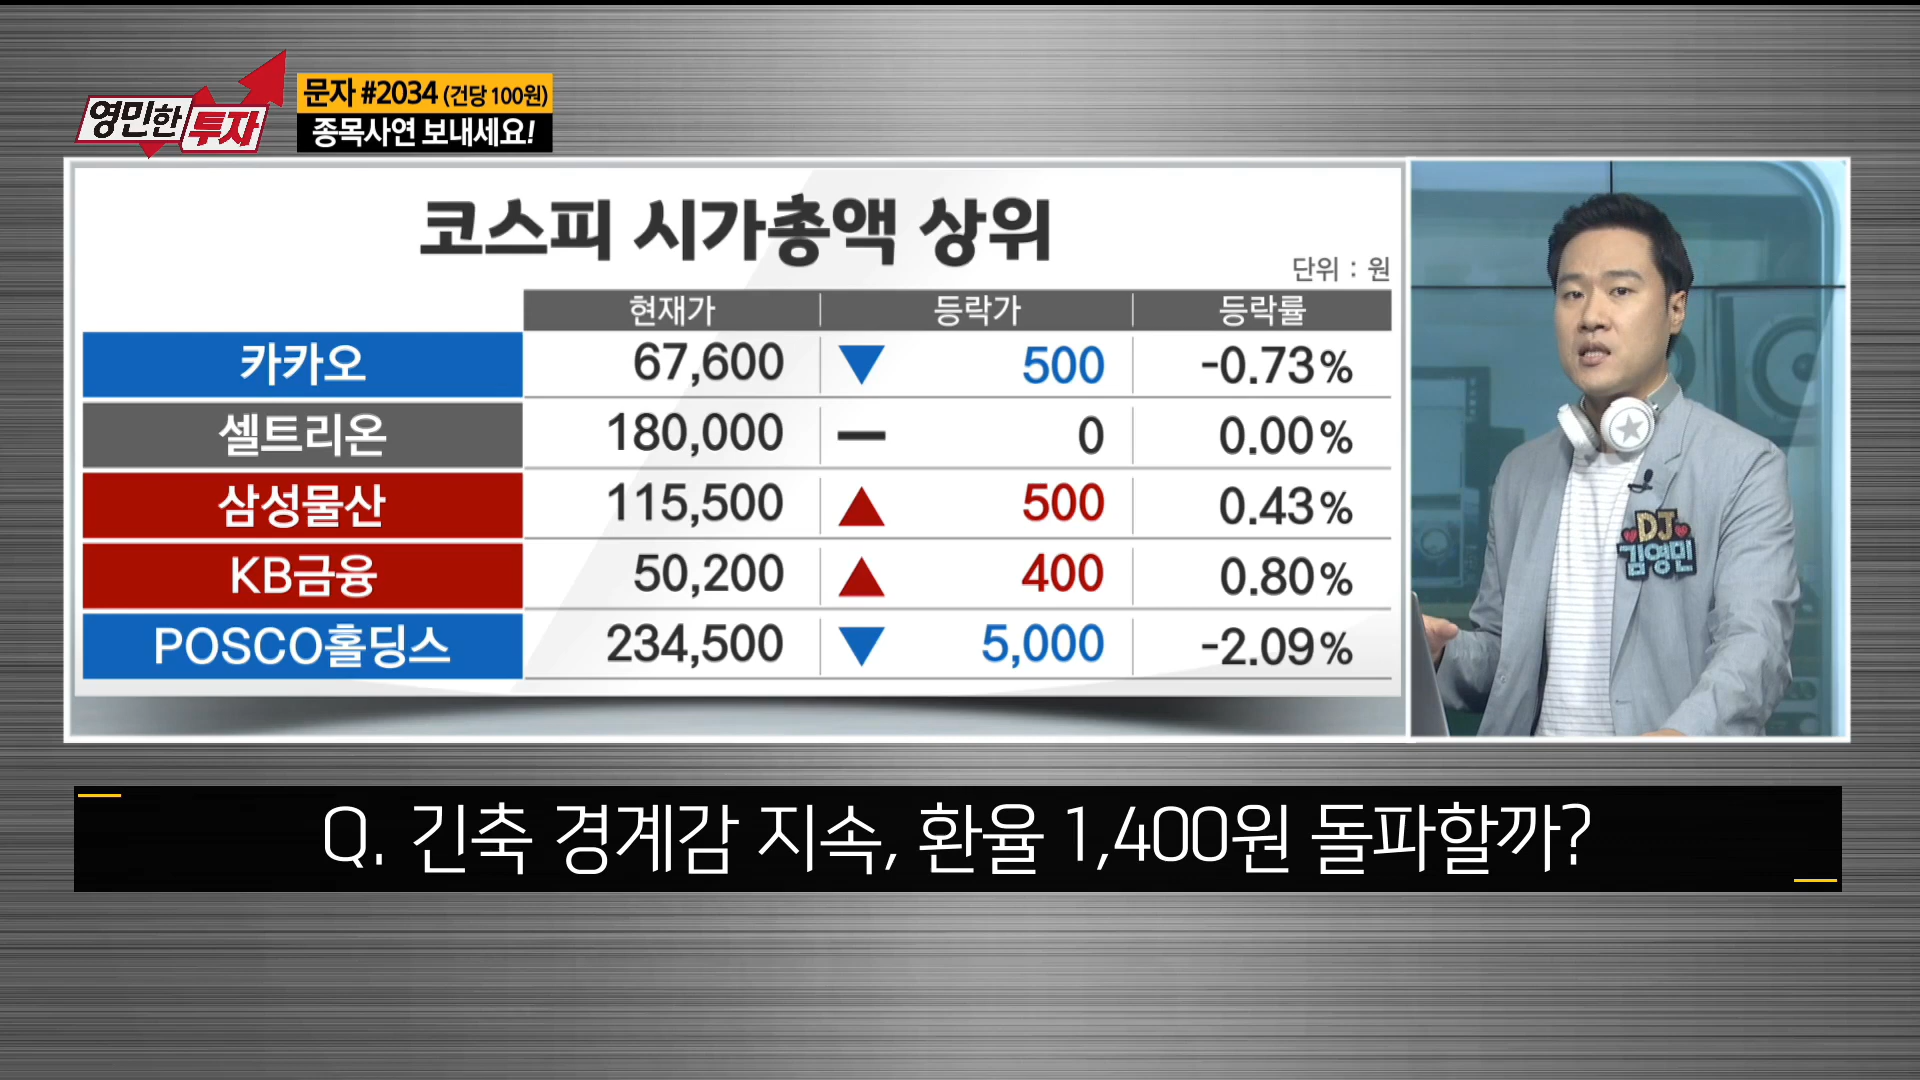 영민한 투자
문자 #2034 (건당 100원)
종목사연 보내세요!
코스피 시가총액 상위
단위 : 원
현재가 등락가 등락률
카카오 67,600 ▼ 500 -0.73%
셀트리온 180,000 — 0 0.00%
삼성물산 115,500 ▲ 500 0.43%
KB금융 50,200 ▲ 400 0.80%
POSCO홀딩스 234,500 ▼ 5,000 -2.09%
DJ
김영민
Q. 긴축 경계감 지속, 환율 1,400원 돌파할까?